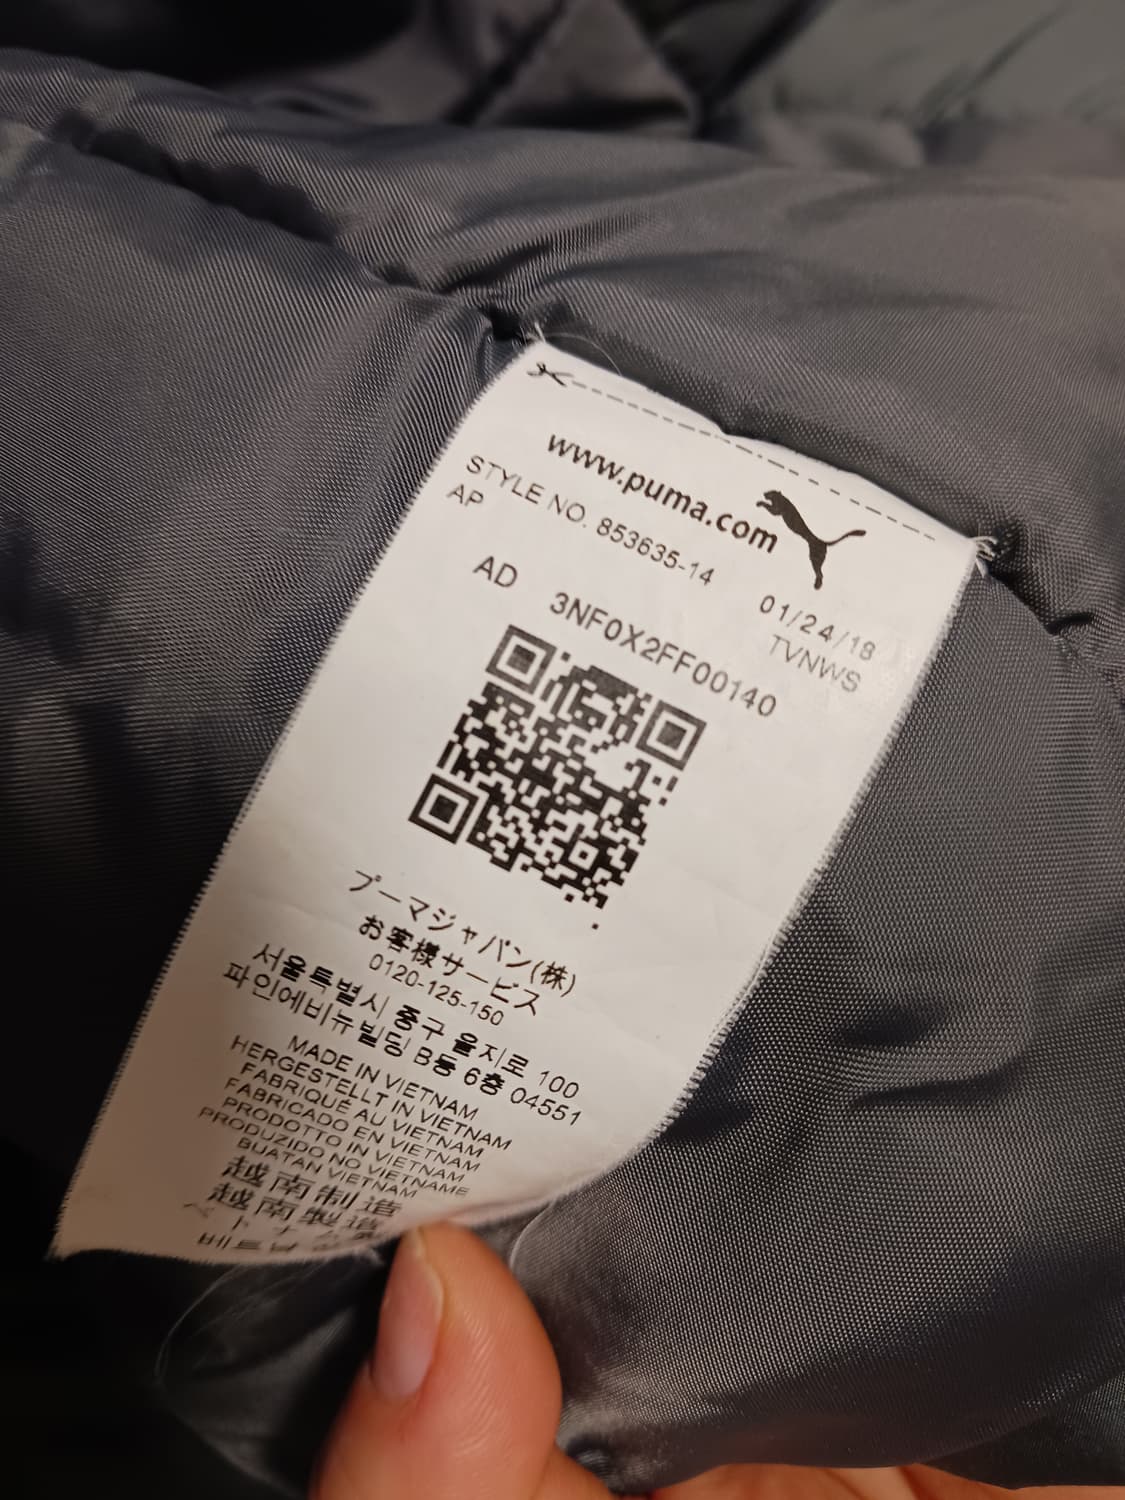 www.puma.com
STYLE NO. 853635-14 01/24/18
AP TVNWS
AD 3NF0X2FF00140
プーマジャパン(株)
お客様サービス
0120-125-150
서울특별시 중구 을지로 100
파인에비뉴빌딩 B동 6층 04551
MADE IN VIETNAM
HERGESTELLT IN VIETNAM
FABRIQUÉ AU VIETNAM
FABRICADO EN VIETNAM
PRODOTTO IN VIETNAM
PRODUZIDO NO VIETNAME
BUATAN VIETNAM
越南制造
越南製造